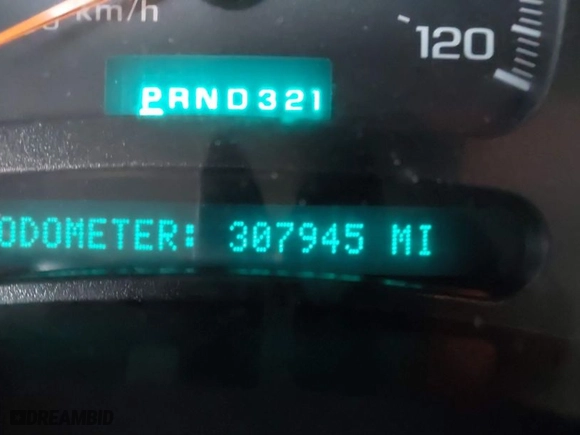 km/h
120
PRND321
ODOMETER: 307945 MI
DREAMBID